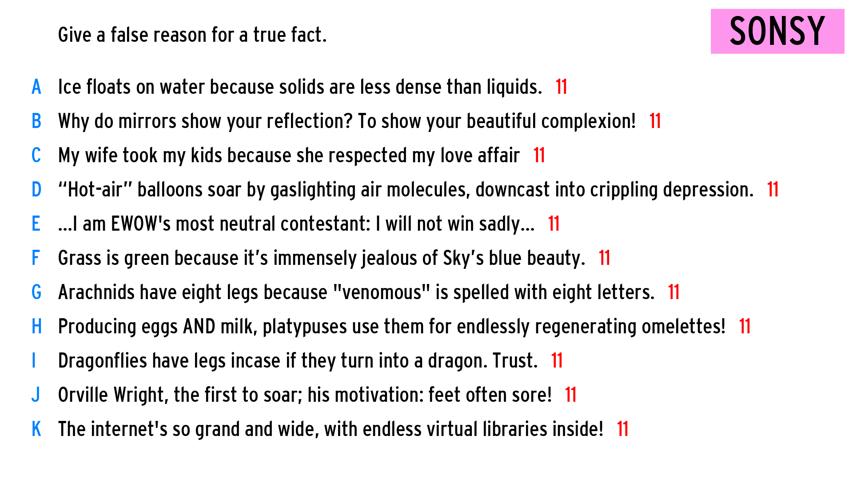 Give a false reason for a true fact.
SONSY
A Ice floats on water because solids are less dense than liquids. 11
B Why do mirrors show your reflection? To show your beautiful complexion! 11
C My wife took my kids because she respected my love affair 11
D “Hot-air” balloons soar by gaslighting air molecules, downcast into crippling depression. 11
E ...I am EWOW's most neutral contestant: I will not win sadly... 11
F Grass is green because it’s immensely jealous of Sky’s blue beauty. 11
G Arachnids have eight legs because "venomous" is spelled with eight letters. 11
H Producing eggs AND milk, platypuses use them for endlessly regenerating omelettes! 11
I Dragonflies have legs incase if they turn into a dragon. Trust. 11
J Orville Wright, the first to soar; his motivation: feet often sore! 11
K The internet's so grand and wide, with endless virtual libraries inside! 11